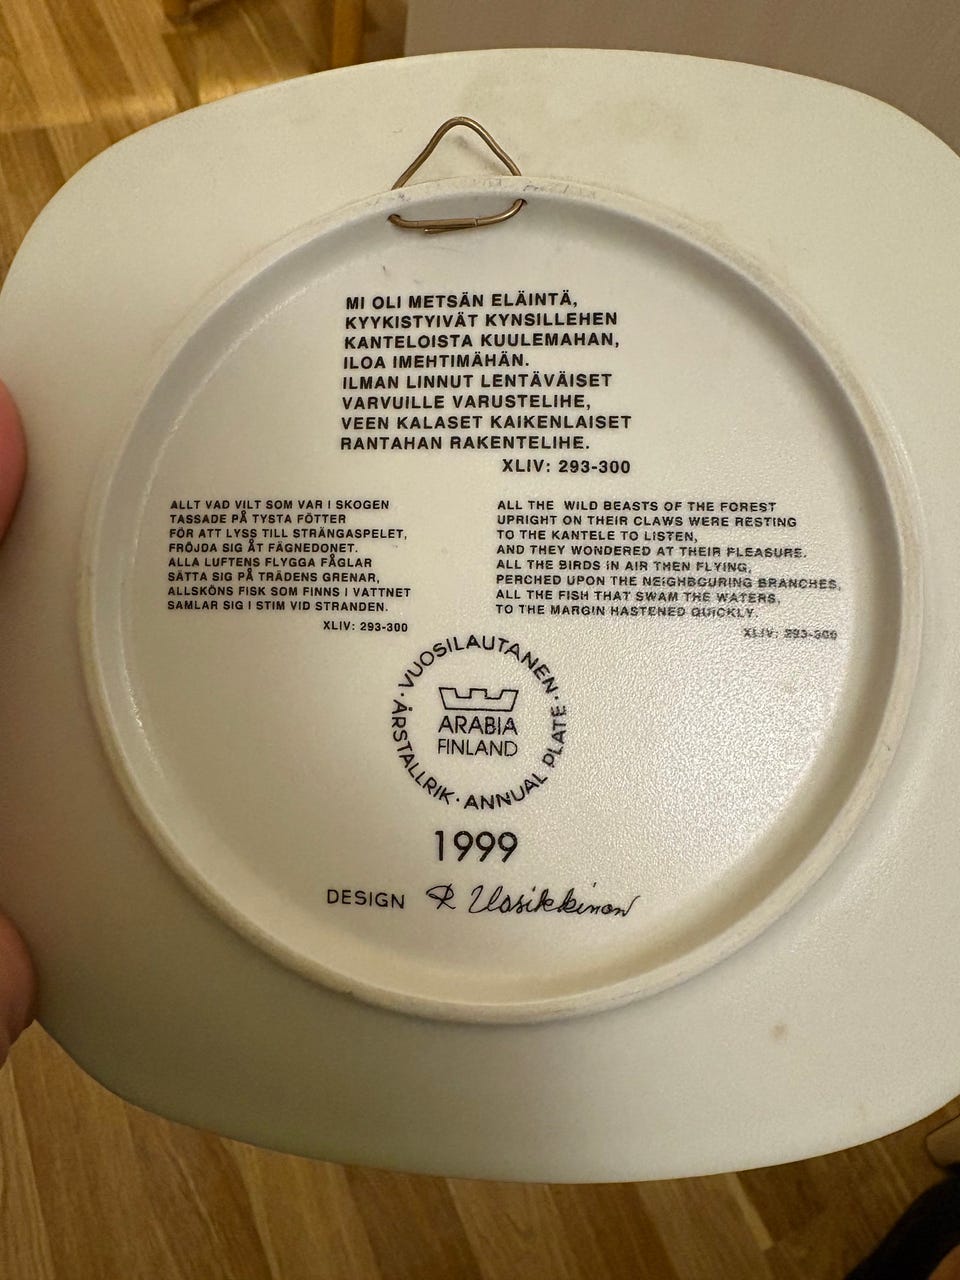 MI OLI METSÄN ELÄINTÄ,
KYYKISTYIVÄT KYNSILLEHEN
KANTELOISTA KUULEMAHAN,
ILOA IMEHTIMÄHÄN.
ILMAN LINNUT LENTÄVÄISET
VARVUILLE VARUSTELIHE,
VEEN KALASET KAIKENLAISET
RANTAHAN RAKENTELIHE.
XLIV: 293-300
ALLT VAD VILT SOM VAR I SKOGEN
TASSADE PÅ TYSTA FÖTTER
FÖR ATT LYSS TILL STRÄNGASPELET,
FRÖJDA SIG ÅT FÄGNEDONET.
ALLA LUFTENS FLYGGA FÅGLAR
SÄTTA SIG PÅ TRÄDENS GRENAR,
ALLSKÖNS FISK SOM FINNS I VATTNET
SAMLAR SIG I STIM VID STRANDEN.
XLIV: 293-300
ALL THE WILD BEASTS OF THE FOREST
UPRIGHT ON THEIR CLAWS WERE RESTING
TO THE KANTELE TO LISTEN,
AND THEY WONDERED AT THEIR PLEASURE.
ALL THE BIRDS IN AIR THEN FLYING,
PERCHED UPON THE NEIGHBOURING BRANCHES,
ALL THE FISH THAT SWAM THE WATERS,
TO THE MARGIN HASTENED QUICKLY.
XLIV: 293-300
· VUOSILAUTANEN ·
ARABIA
FINLAND
ÅRSTALLRIK · ANNUAL PLATE
1999
DESIGN R Uosikkinen